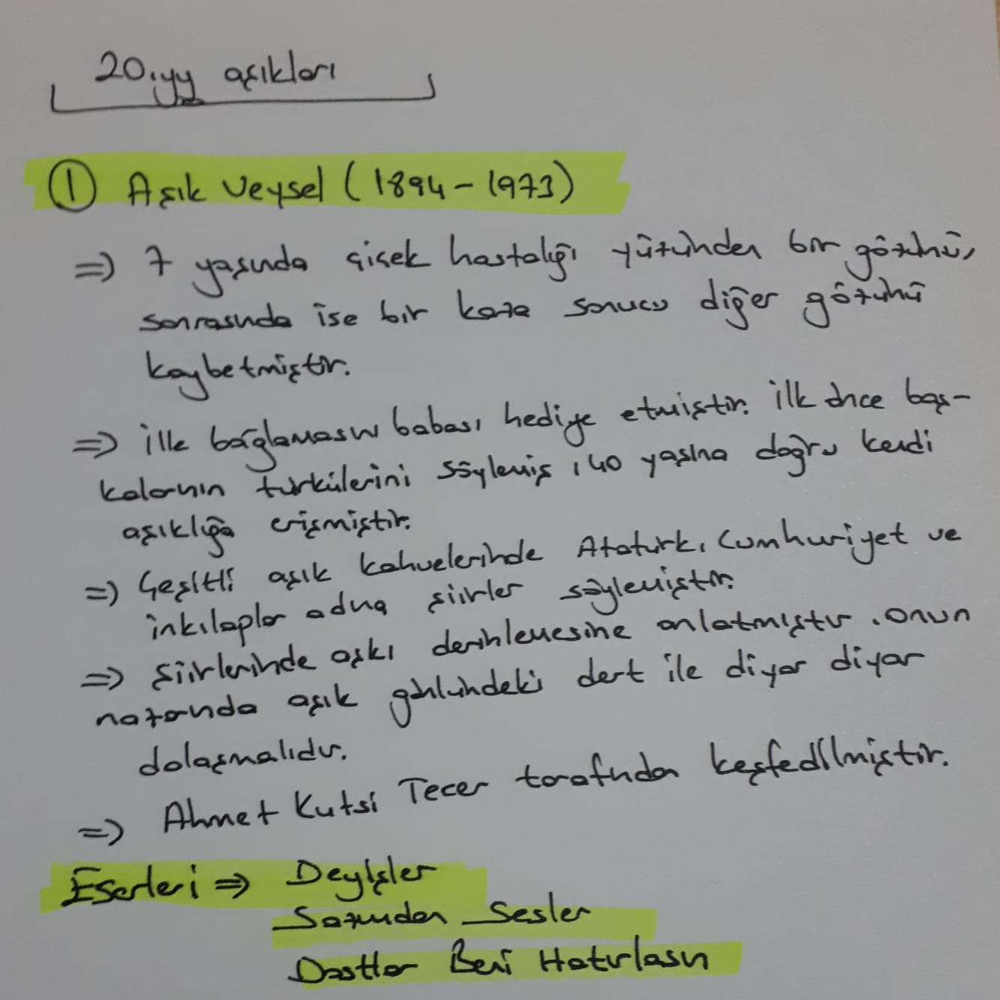 20.yy aşıkları
① Aşık Veysel (1894-1973)
=> 7 yaşında çiçek hastalığı yüzünden bir gözünü,
sonrasında ise bir kaza sonucu diğer gözünü
kaybetmiştir.
=> ilk bağlamasını babası hediye etmiştir. ilk önce baş-
kalarının türkülerini söylemiş, 40 yaşına doğru kendi
aşıklığa erişmiştir.
=> Çeşitli aşık kahvelerinde Atatürk, Cumhuriyet ve
inkılaplar adına şiirler söylemiştir.
=> şiirlerinde aşkı derinlemesine anlatmıştır. Onun
nazarında aşık gönlündeki dert ile diyar diyar
dolaşmalıdır.
=> Ahmet Kutsi Tecer tarafından keşfedilmiştir.
Eserleri => Deyişler
Sazımdan Sesler
Dostlar Beni Hatırlasın